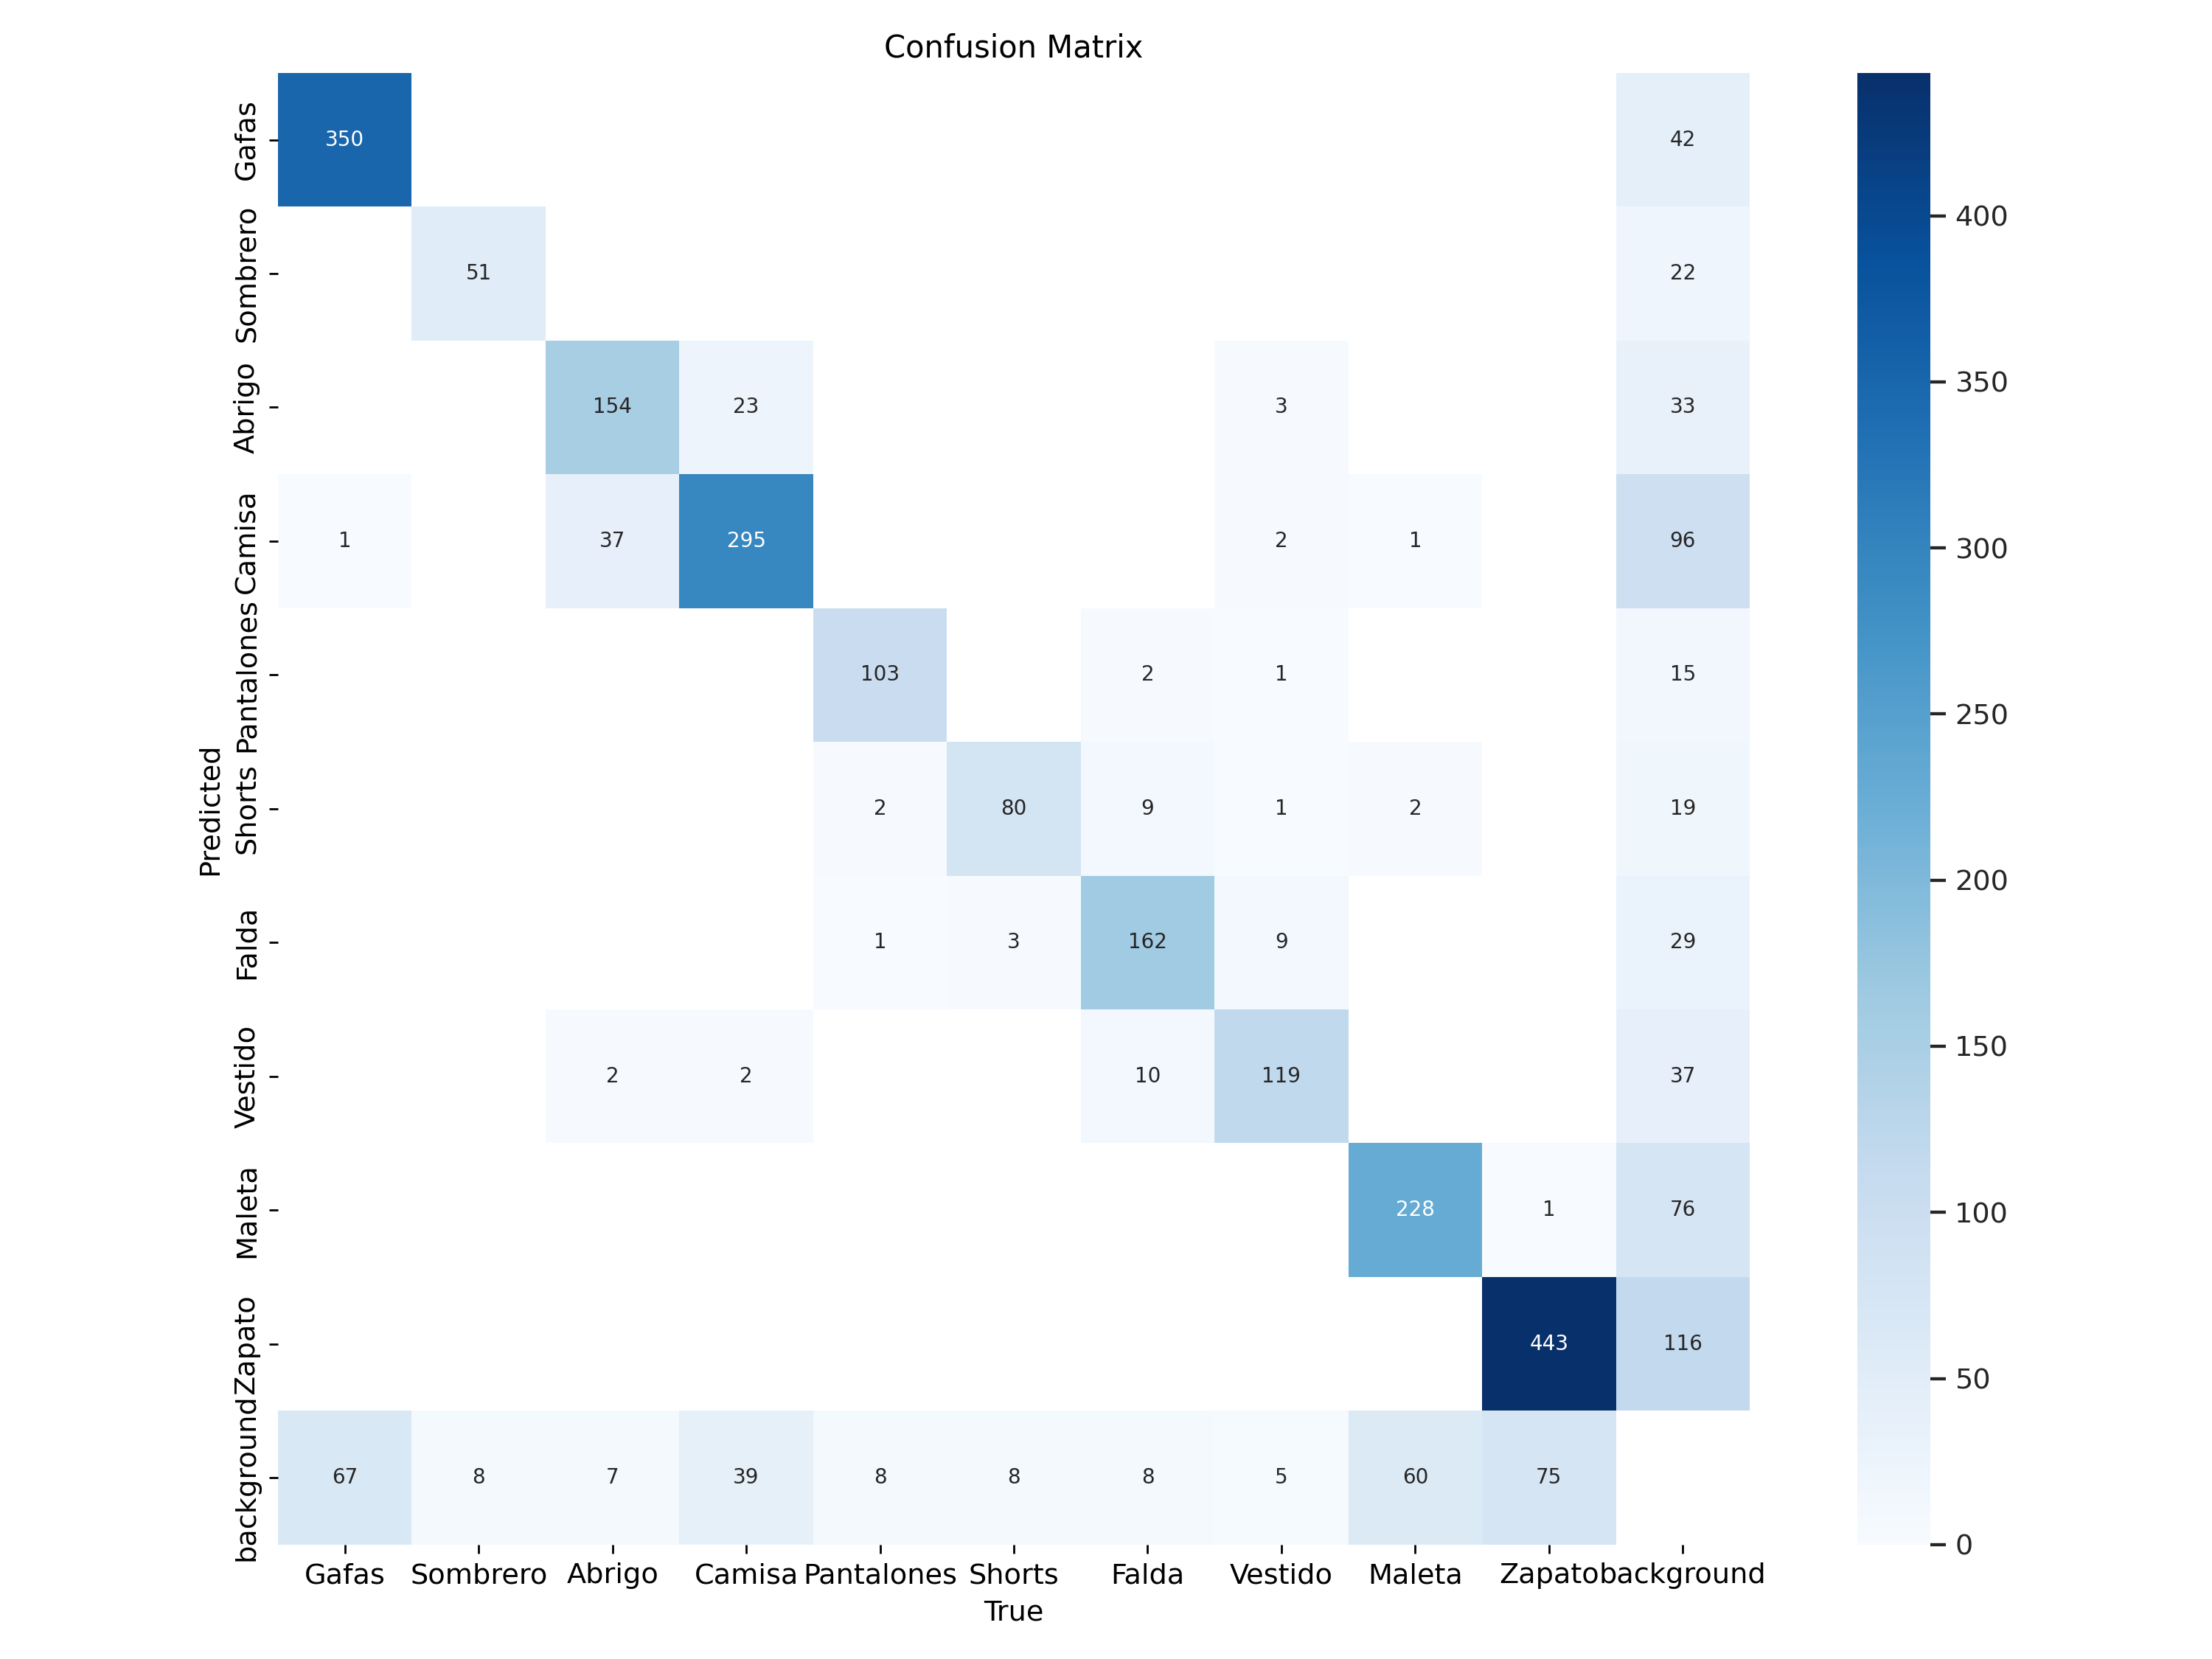 Confusion Matrix
Gafas 350 42
Sombrero 51 22
Abrigo 154 23 3 33
Camisa 1 37 295 2 1 96
Pantalones 103 2 1 15
Shorts 2 80 9 1 2 19
Falda 1 3 162 9 29
Vestido 2 2 10 119 37
Maleta 228 1 76
Zapato 443 116
background 67 8 7 39 8 8 8 5 60 75
Predicted
Gafas Sombrero Abrigo Camisa Pantalones Shorts Falda Vestido Maleta Zapato background
True
400
350
300
250
200
150
100
50
0